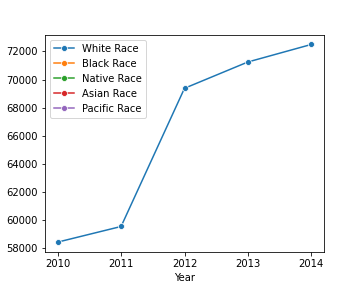 72000
70000
68000
66000
64000
62000
60000
58000
White Race
Black Race
Native Race
Asian Race
Pacific Race
2010 2011 2012 2013 2014
Year